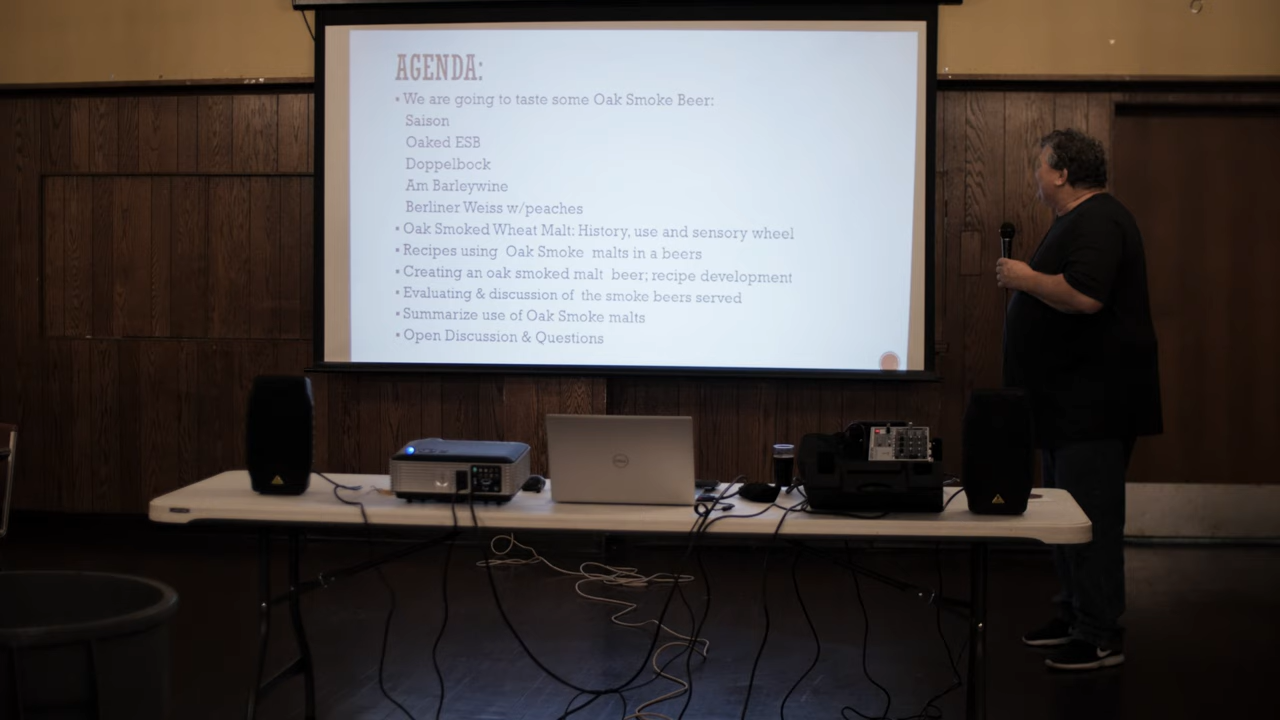 AGENDA:
▪ We are going to taste some Oak Smoke Beer:
Saison
Oaked ESB
Doppelbock
Am Barleywine
Berliner Weiss w/peaches
▪ Oak Smoked Wheat Malt: History, use and sensory wheel
▪ Recipes using Oak Smoke malts in a beers
▪ Creating an oak smoked malt beer; recipe development
▪ Evaluating & discussion of the smoke beers served
▪ Summarize use of Oak Smoke malts
▪ Open Discussion & Questions
DELL